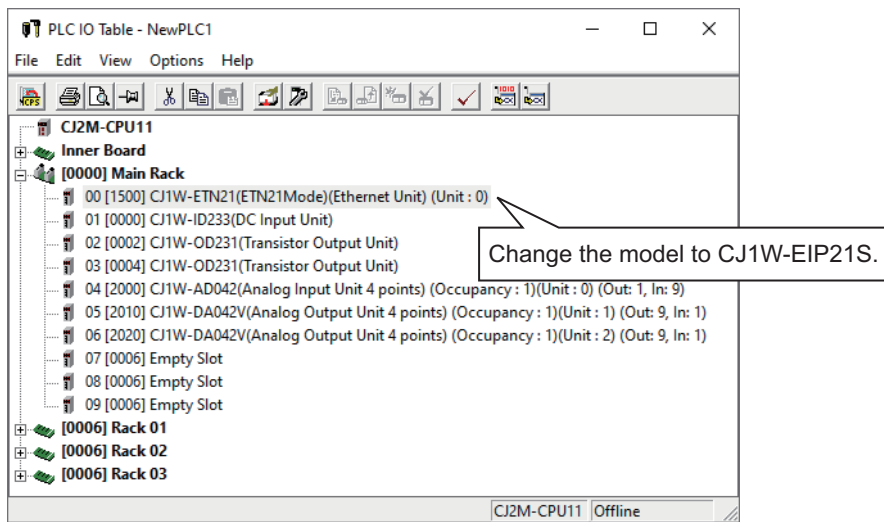 PLC IO Table - NewPLC1
File Edit View Options Help
NCPS
CJ2M-CPU11
Inner Board
[0000] Main Rack
00 [1500] CJ1W-ETN21(ETN21Mode)(Ethernet Unit) (Unit : 0)
01 [0000] CJ1W-ID233(DC Input Unit)
02 [0002] CJ1W-OD231(Transistor Output Unit)
03 [0004] CJ1W-OD231(Transistor Output Unit)
Change the model to CJ1W-EIP21S.
04 [2000] CJ1W-AD042(Analog Input Unit 4 points) (Occupancy : 1)(Unit : 0) (Out: 1, In: 9)
05 [2010] CJ1W-DA042V(Analog Output Unit 4 points) (Occupancy : 1)(Unit : 1) (Out: 9, In: 1)
06 [2020] CJ1W-DA042V(Analog Output Unit 4 points) (Occupancy : 1)(Unit : 2) (Out: 9, In: 1)
07 [0006] Empty Slot
08 [0006] Empty Slot
09 [0006] Empty Slot
[0006] Rack 01
[0006] Rack 02
[0006] Rack 03
CJ2M-CPU11 Offline